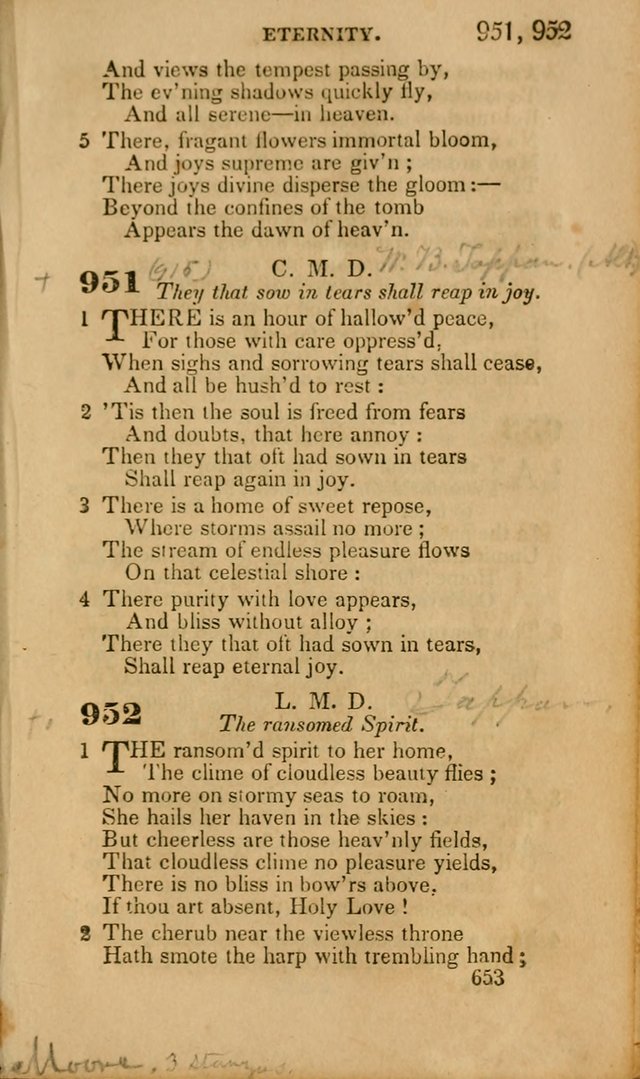 ETERNITY. 951, 952
And views the tempest passing by,
The ev'ning shadows quickly fly,
And all serene—in heaven.
5 There, fragant flowers immortal bloom,
And joys supreme are giv'n ;
There joys divine disperse the gloom :—
Beyond the confines of the tomb
Appears the dawn of heav'n.
+ 951 (915) C. M. D. W. B. Tappan. (Alt)
They that sow in tears shall reap in joy.
1 THERE is an hour of hallow'd peace,
For those with care oppress'd,
When sighs and sorrowing tears shall cease,
And all be hush'd to rest :
2 'Tis then the soul is freed from fears
And doubts, that here annoy :
Then they that oft had sown in tears
Shall reap again in joy.
3 There is a home of sweet repose,
Where storms assail no more ;
The stream of endless pleasure flows
On that celestial shore :
4 There purity with love appears,
And bliss without alloy ;
There they that oft had sown in tears,
Shall reap eternal joy.
+ 952 L. M. D. Tappan.
The ransomed Spirit.
1 THE ransom'd spirit to her home,
The clime of cloudless beauty flies ;
No more on stormy seas to roam,
She hails her haven in the skies :
But cheerless are those heav'nly fields,
That cloudless clime no pleasure yields,
There is no bliss in bow'rs above,
If thou art absent, Holy Love !
2 The cherub near the viewless throne
Hath smote the harp with trembling hand ;
653
Moore. 3 stanzas.